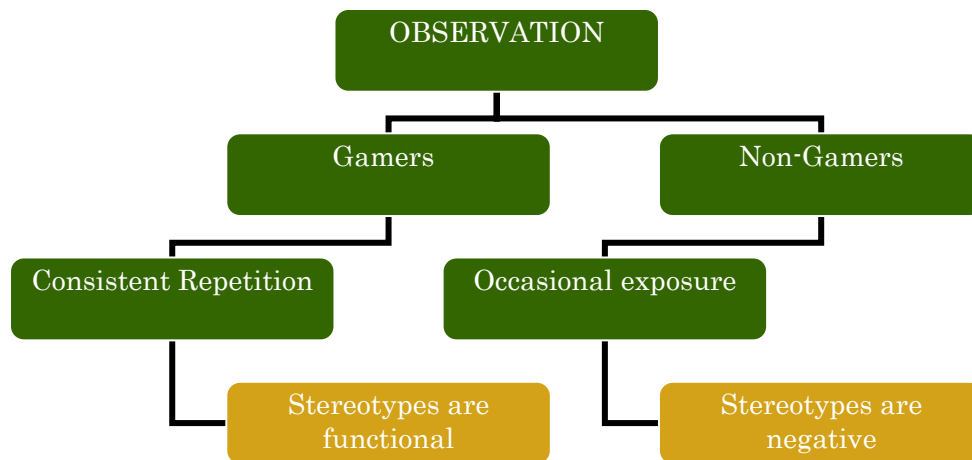 OBSERVATION
Gamers
Non-Gamers
Consistent Repetition
Occasional exposure
Stereotypes are
functional
Stereotypes are
negative